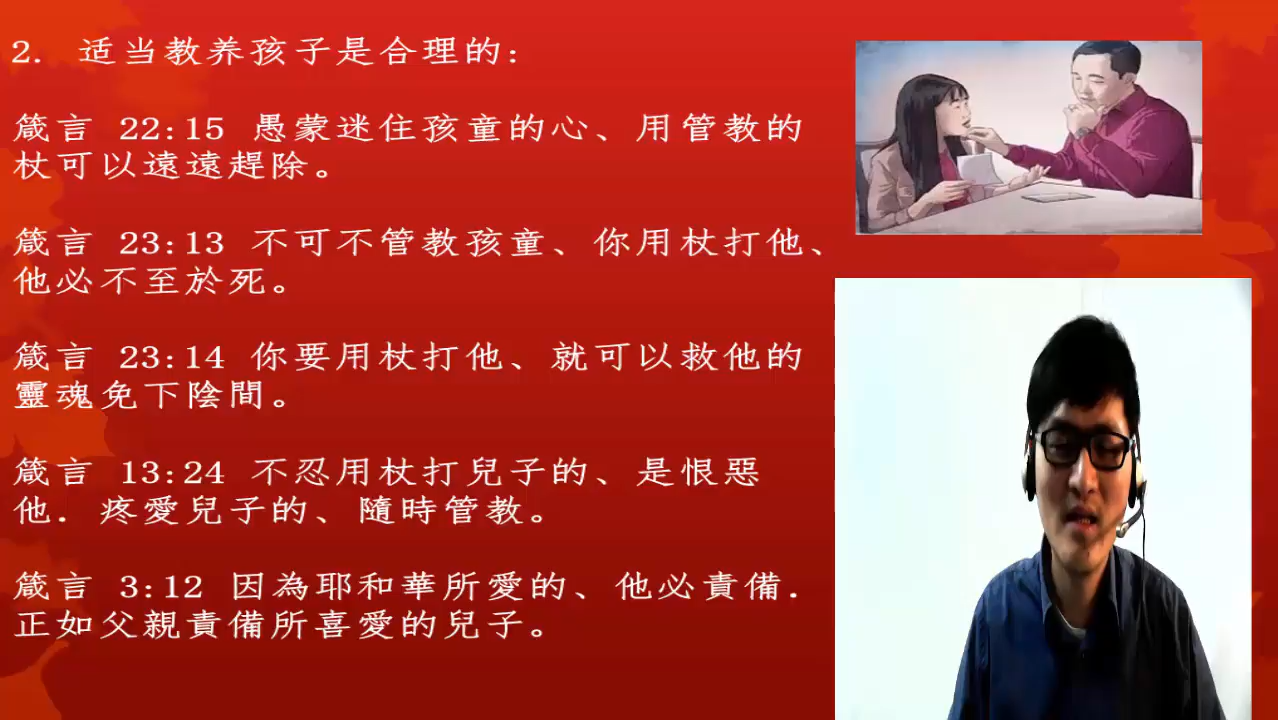 2. 适当教养孩子是合理的:
箴言 22:15 愚蒙迷住孩童的心、用管教的
杖可以遠遠趕除。
箴言 23:13 不可不管教孩童、你用杖打他、
他必不至於死。
箴言 23:14 你要用杖打他、就可以救他的
靈魂免下陰間。
箴言 13:24 不忍用杖打兒子的、是恨惡
他. 疼愛兒子的、隨時管教。
箴言 3:12 因為耶和華所愛的、他必責備.
正如父親責備所喜愛的兒子。